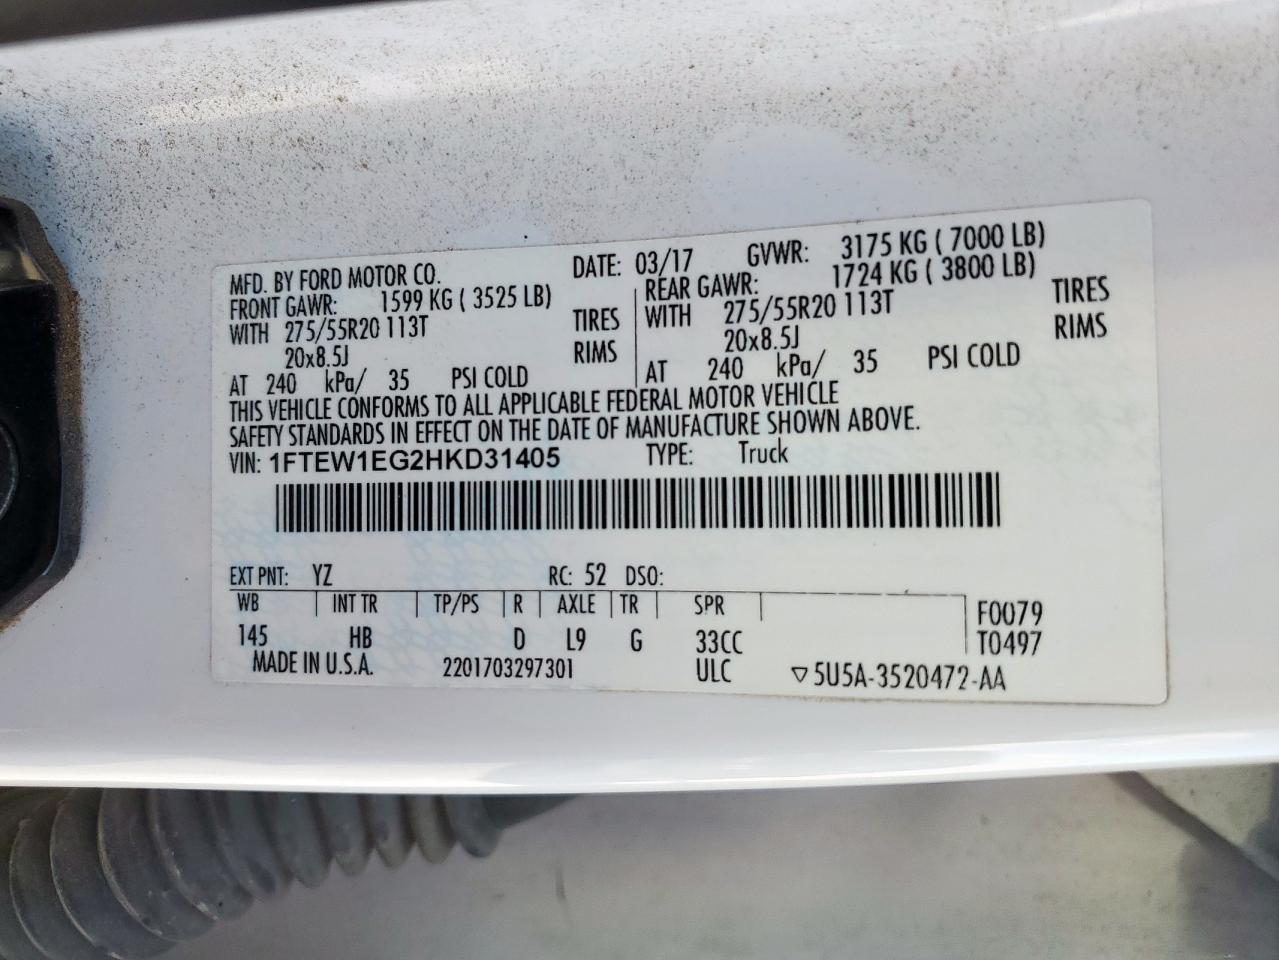 MFD. BY FORD MOTOR CO. DATE: 03/17 GVWR: 3175 KG ( 7000 LB)
FRONT GAWR: 1599 KG ( 3525 LB) REAR GAWR: 1724 KG ( 3800 LB)
WITH 275/55R20 113T TIRES WITH 275/55R20 113T TIRES
20x8.5J RIMS 20x8.5J RIMS
AT 240 kPa/ 35 PSI COLD AT 240 kPa/ 35 PSI COLD
THIS VEHICLE CONFORMS TO ALL APPLICABLE FEDERAL MOTOR VEHICLE
SAFETY STANDARDS IN EFFECT ON THE DATE OF MANUFACTURE SHOWN ABOVE.
VIN: 1FTEW1EG2HKD31405 TYPE: Truck
EXT PNT: YZ RC: 52 DSO:
WB INT TR TP/PS R AXLE TR SPR F0079
145 HB D L9 G 33CC T0497
MADE IN U.S.A. 2201703297301 ULC ▽5U5A-3520472-AA